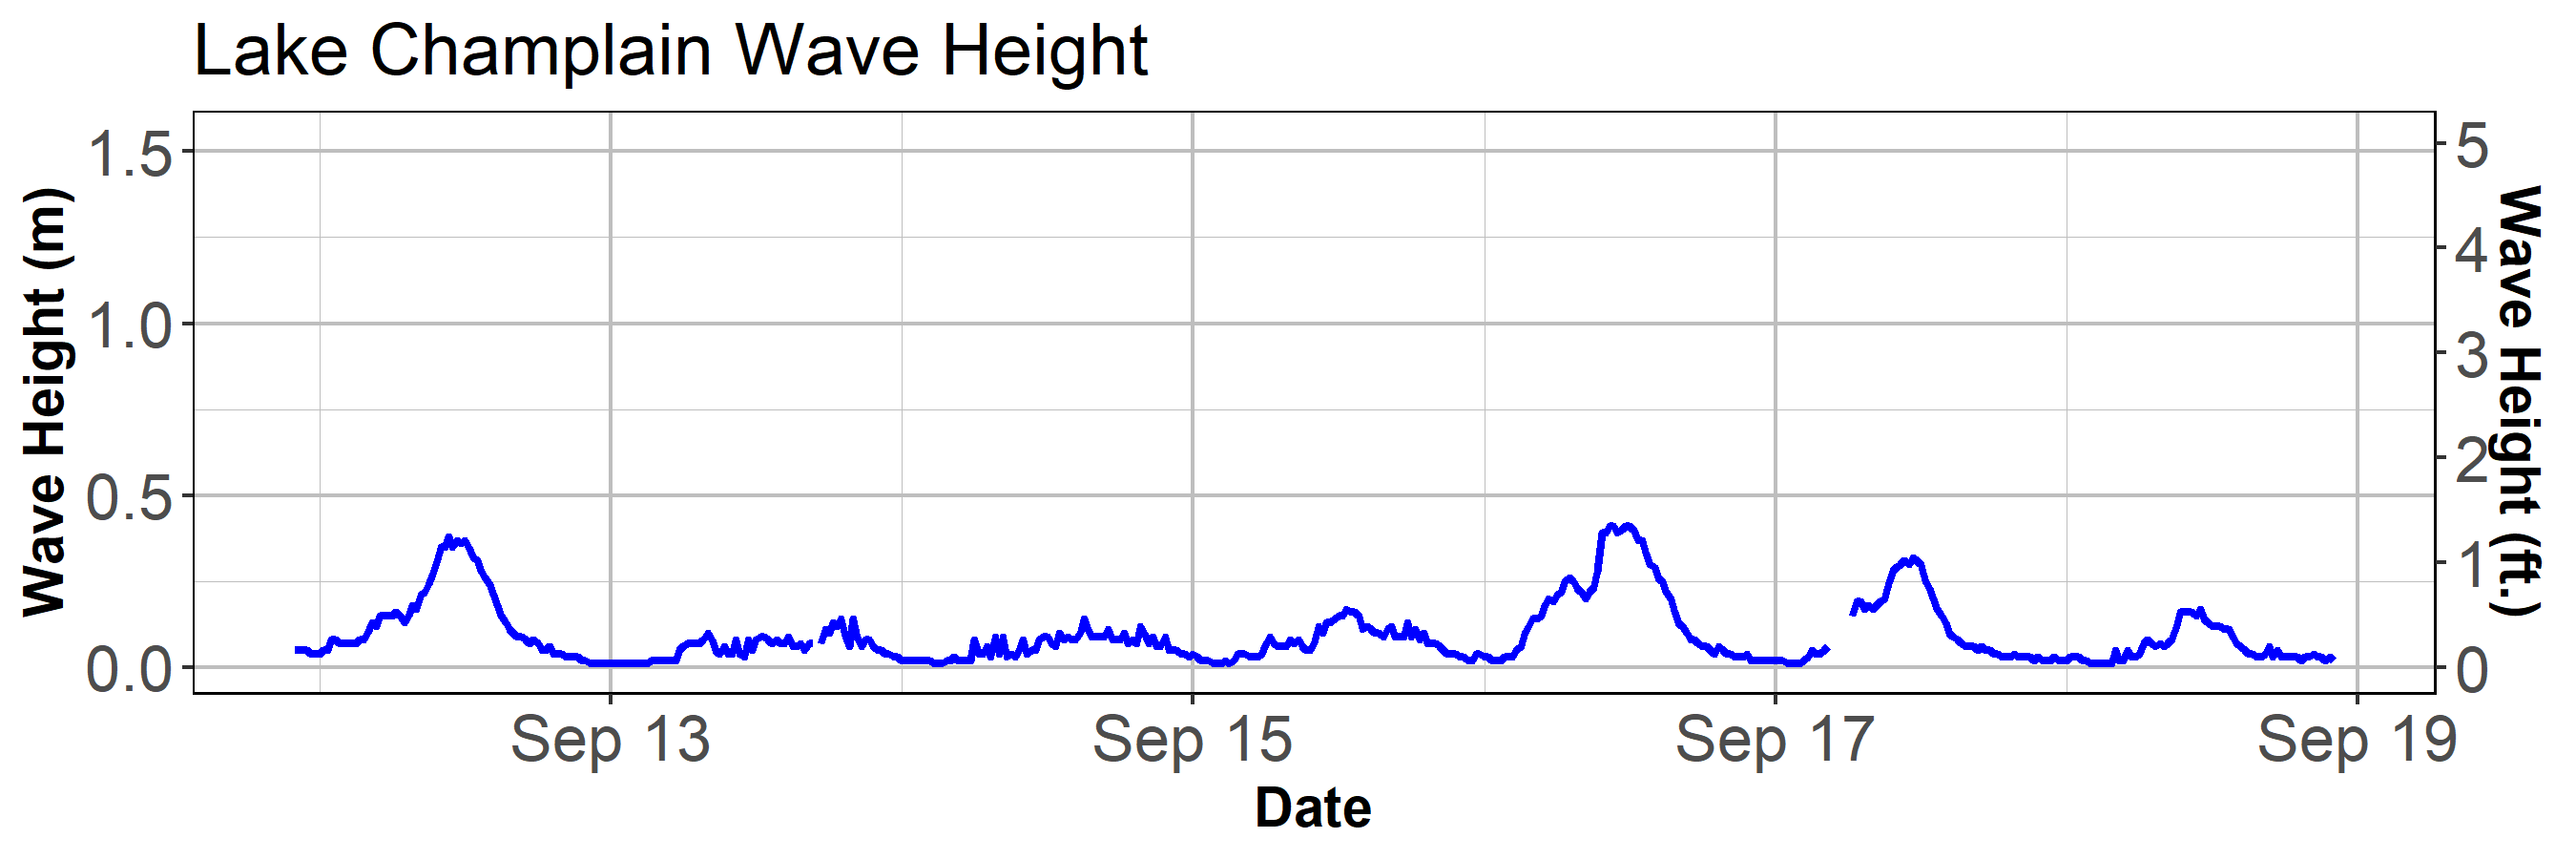 Lake Champlain Wave Height
Wave Height (m)
1.5
1.0
0.5
0.0
5
4
3
2
1
0
Wave Height (ft.)
Sep 13
Sep 15
Sep 17
Sep 19
Date